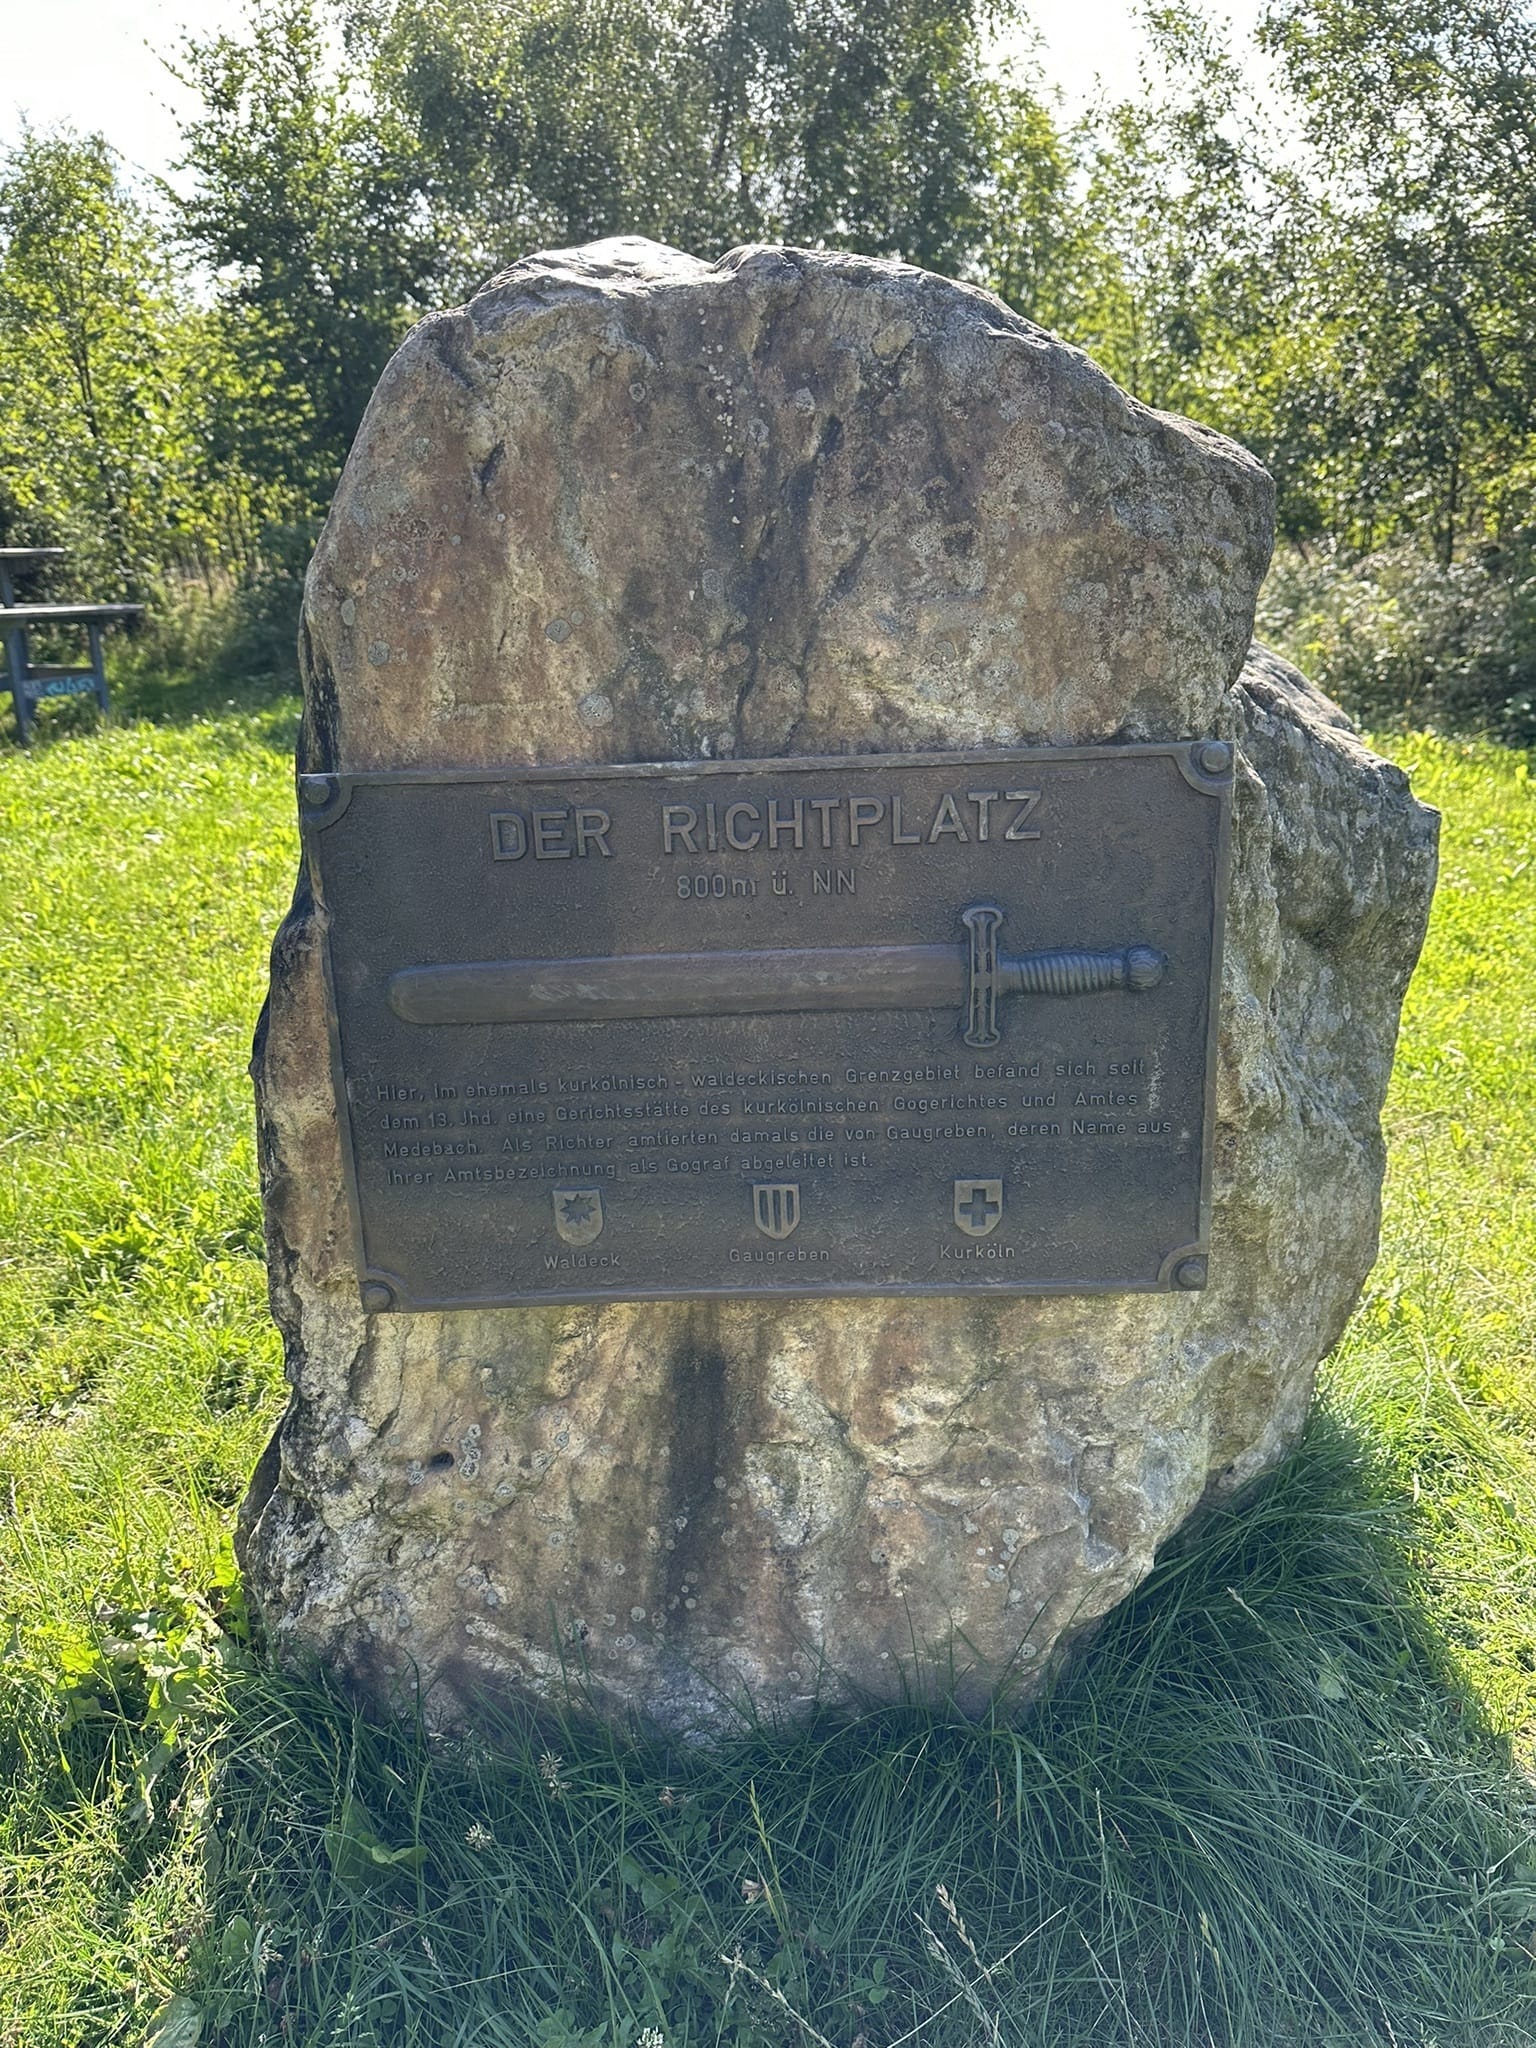 DER RICHTPLATZ
800m ü. NN
Hier, im ehemals kurkölnisch - waldeckischen Grenzgebiet befand sich seit
dem 13. Jhd. eine Gerichtsstätte des kurkölnischen Gogerichtes und Amtes
Medebach. Als Richter amtierten damals die von Gaugreben, deren Name aus
Ihrer Amtsbezeichnung als Gograf abgeleitet ist.
Waldeck Gaugreben Kurköln